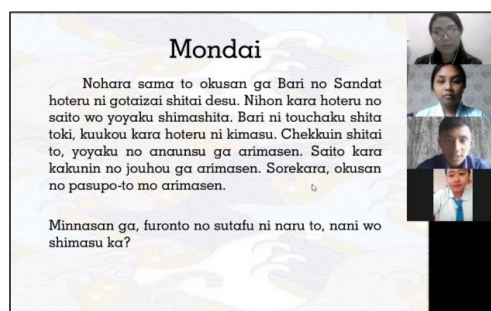 Mondai
Nohara sama to okusan ga Bari no Sandat
hoteru ni gotaizai shitai desu. Nihon kara hoteru no
saito wo yoyaku shimashita. Bari ni touchaku shita
toki, kuukou kara hoteru ni kimasu. Chekkuin shitai
to, yoyaku no anaunsu ga arimasen. Saito kara
kakunin no jouhou ga arimasen. Sorekara, okusan
no pasupo-to mo arimasen.
Minnasan ga, furonto no sutafu ni naru to, nani wo
shimasu ka?